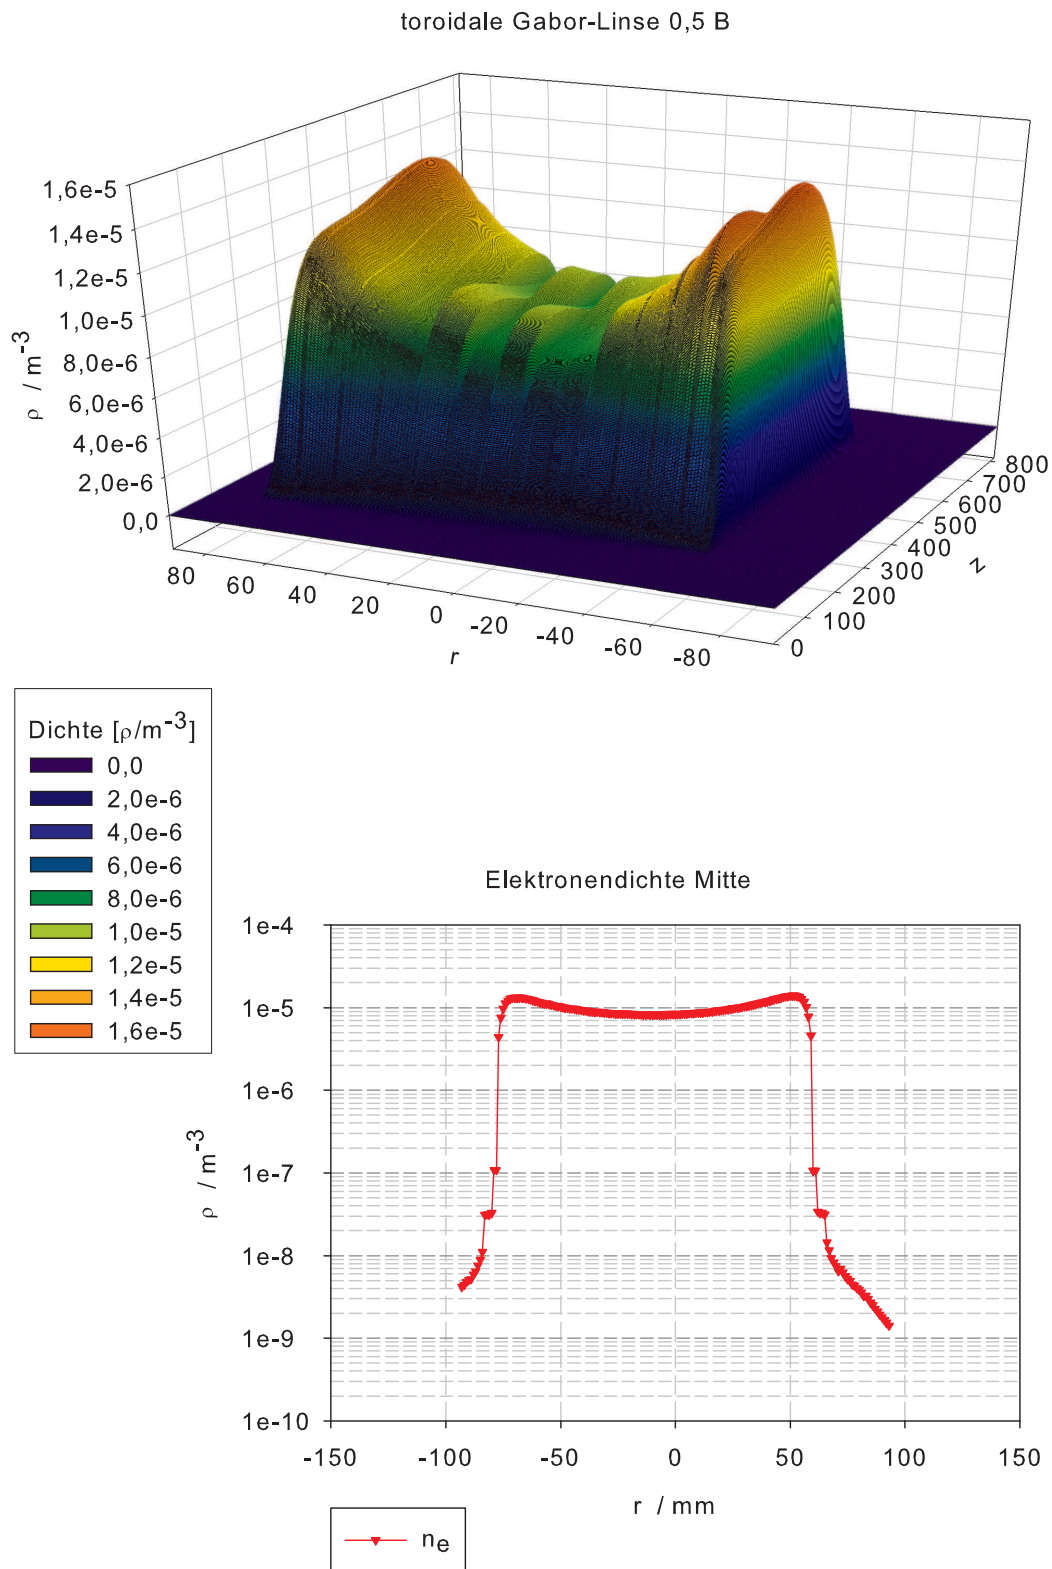 toroidale Gabor-Linse 0,5 B
1,6e-5
1,4e-5
1,2e-5
1,0e-5
8,0e-6
6,0e-6
4,0e-6
2,0e-6
0,0
ρ / m-3
80
60
40
20
0
-20
-40
-60
-80
r
0
100
200
300
400
500
600
700
800
z
Dichte [ρ/m-3]
0,0
2,0e-6
4,0e-6
6,0e-6
8,0e-6
1,0e-5
1,2e-5
1,4e-5
1,6e-5
Elektronendichte Mitte
1e-4
1e-5
1e-6
1e-7
1e-8
1e-9
1e-10
ρ / m-3
-150
-100
-50
0
50
100
150
r / mm
ne